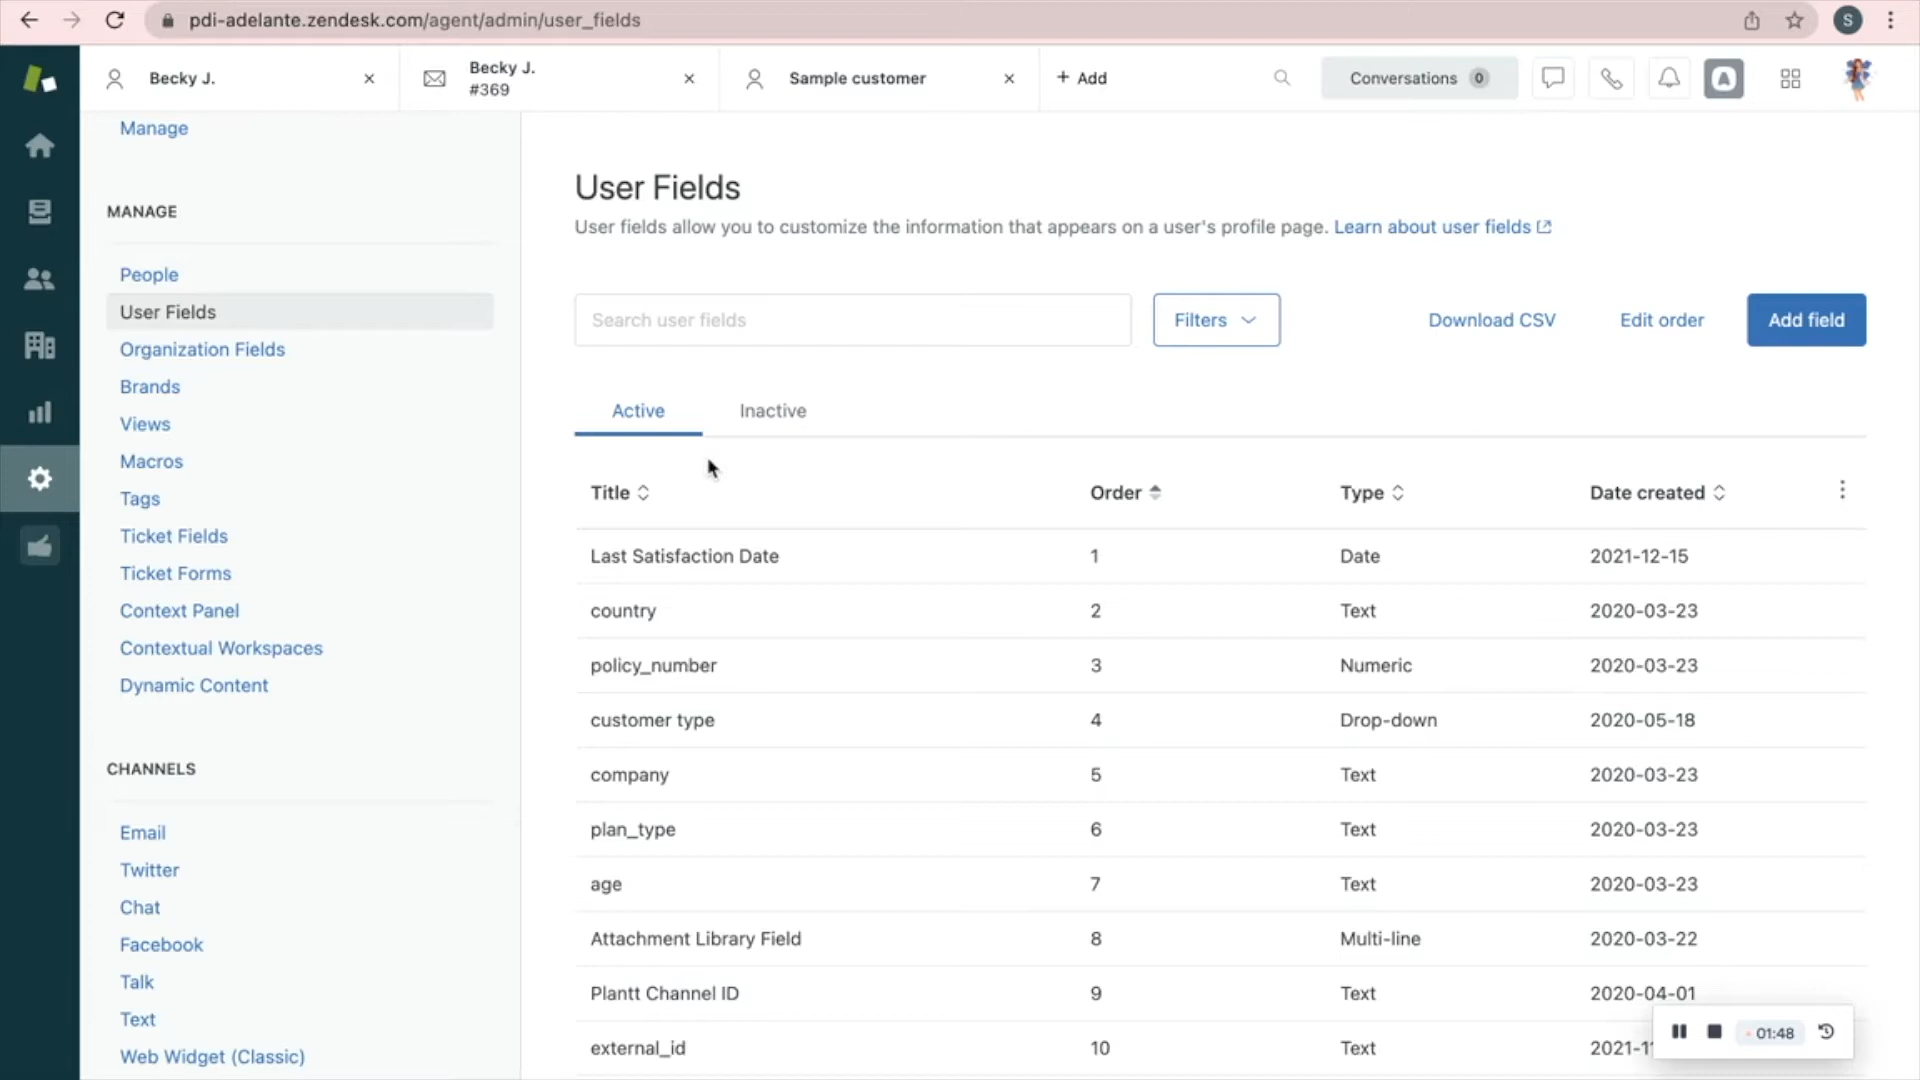 pdi-adelante.zendesk.com/agent/admin/user_fields
S
Becky J.
Becky J.
#369
Sample customer
+ Add
Conversations 0
A
Manage
MANAGE
People
User Fields
Organization Fields
Brands
Views
Macros
Tags
Ticket Fields
Ticket Forms
Context Panel
Contextual Workspaces
Dynamic Content
CHANNELS
Email
Twitter
Chat
Facebook
Talk
Text
Web Widget (Classic)
User Fields
User fields allow you to customize the information that appears on a user's profile page. Learn about user fields
Search user fields
Filters
Download CSV
Edit order
Add field
Active
Inactive
Title Order Type Date created
Last Satisfaction Date 1 Date 2021-12-15
country 2 Text 2020-03-23
policy_number 3 Numeric 2020-03-23
customer type 4 Drop-down 2020-05-18
company 5 Text 2020-03-23
plan_type 6 Text 2020-03-23
age 7 Text 2020-03-23
Attachment Library Field 8 Multi-line 2020-03-22
Plantt Channel ID 9 Text 2020-04-01
external_id 10 Text 2021-1
01:48